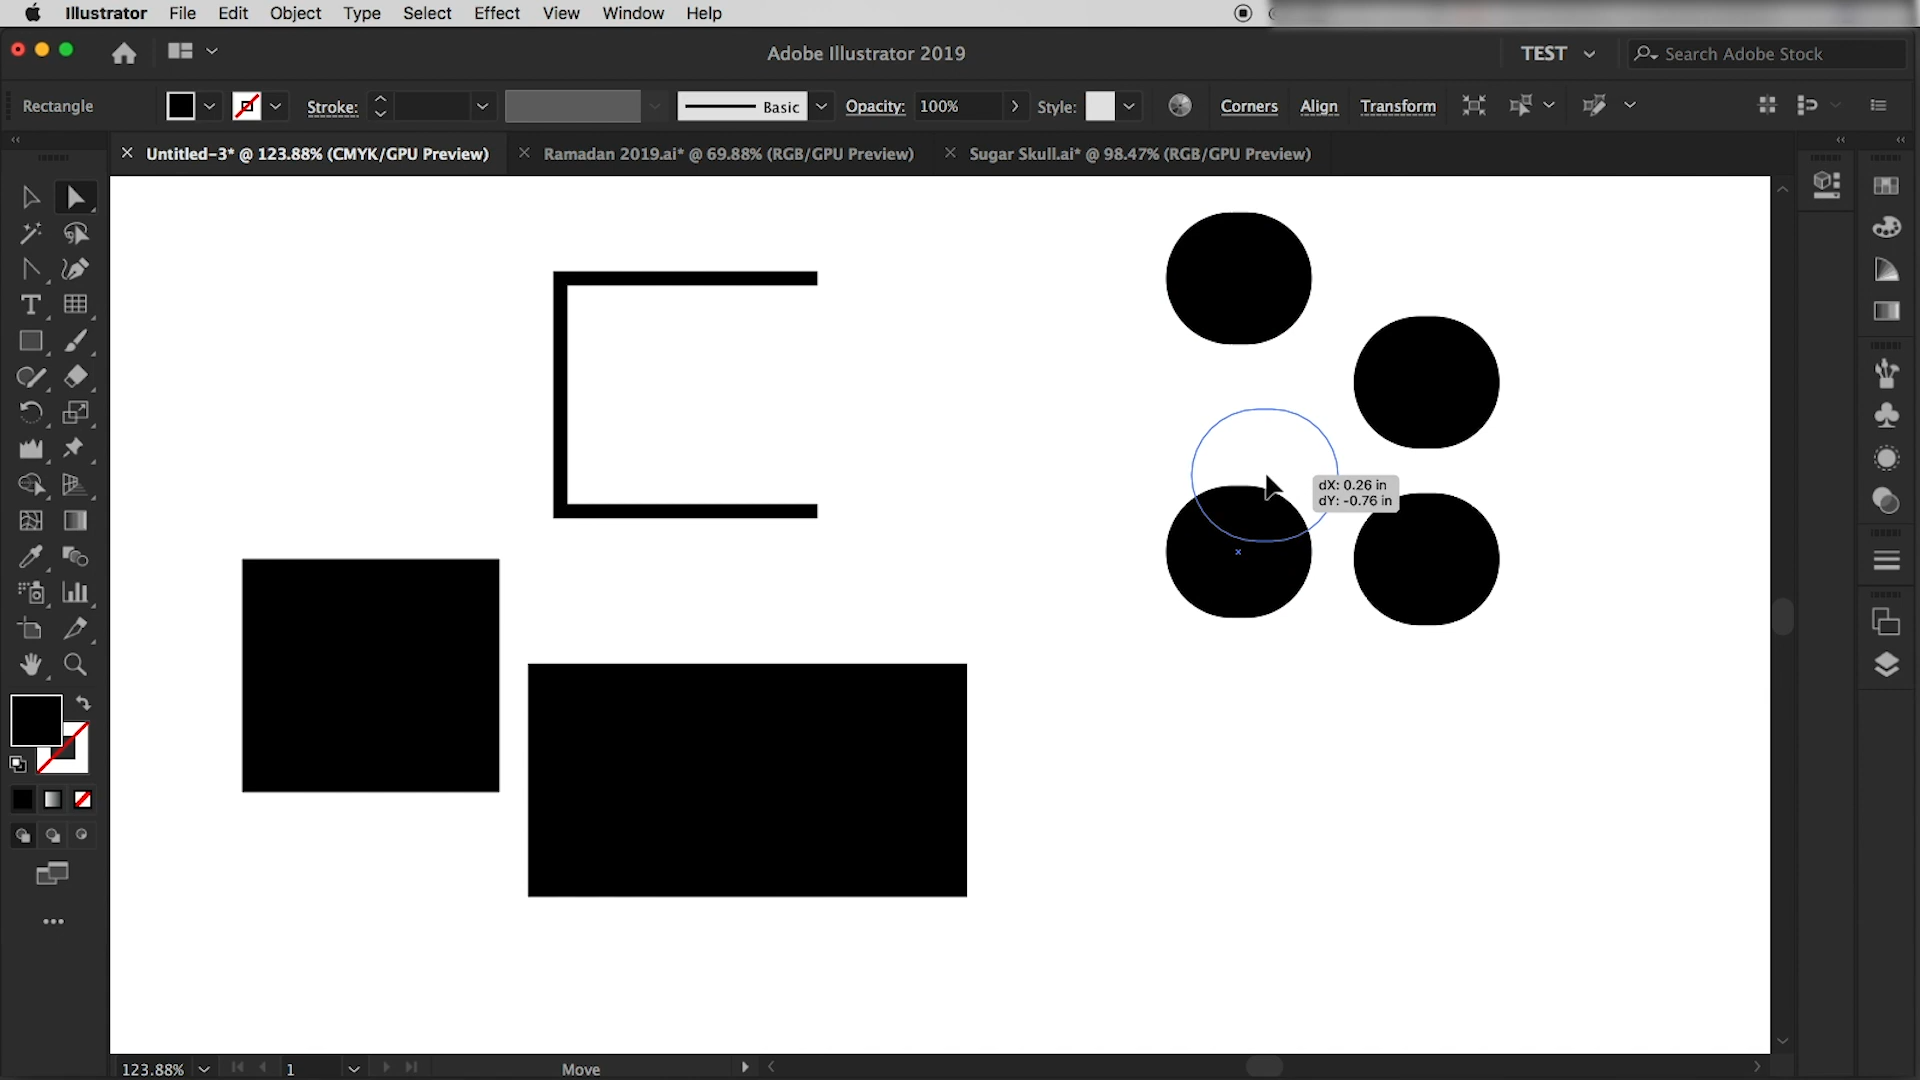 Illustrator File Edit Object Type Select Effect View Window Help
Adobe Illustrator 2019
TEST
Search Adobe Stock
Rectangle
Stroke:
Basic
Opacity: 100%
Style:
Corners Align Transform
Untitled-3* @ 123.88% (CMYK/GPU Preview)
Ramadan 2019.ai* @ 69.88% (RGB/GPU Preview)
Sugar Skull.ai* @ 98.47% (RGB/GPU Preview)
dX: 0.26 in
dY: -0.76 in
123.88%
1
Move